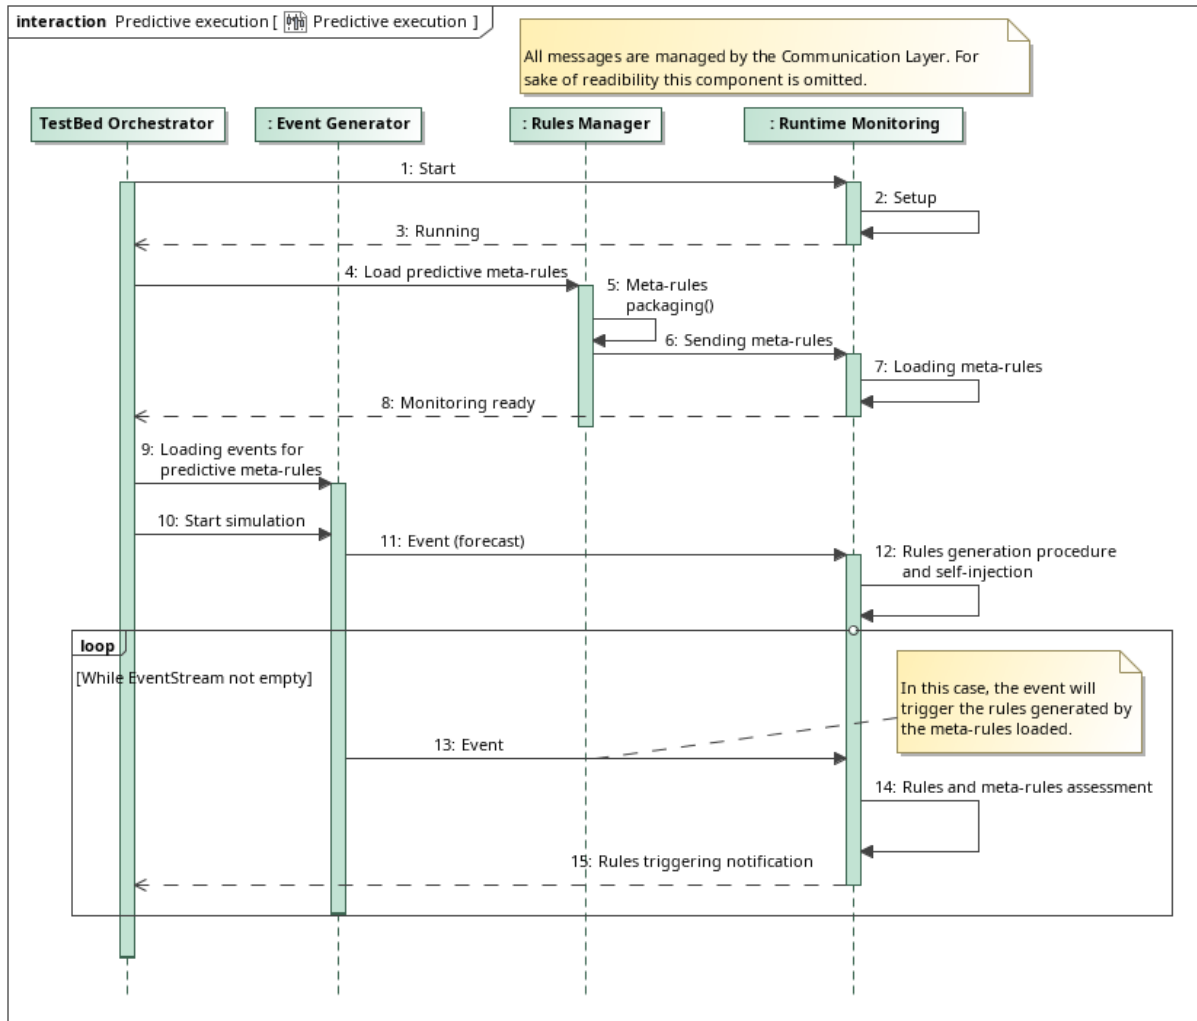 interaction Predictive execution [ Predictive execution ]
All messages are managed by the Communication Layer. For
sake of readibility this component is omitted.
TestBed Orchestrator
: Event Generator
: Rules Manager
: Runtime Monitoring
1: Start
2: Setup
3: Running
4: Load predictive meta-rules
5: Meta-rules
packaging()
6: Sending meta-rules
7: Loading meta-rules
8: Monitoring ready
9: Loading events for
predictive meta-rules
10: Start simulation
11: Event (forecast)
12: Rules generation procedure
and self-injection
loop
[While EventStream not empty]
In this case, the event will
trigger the rules generated by
the meta-rules loaded.
13: Event
14: Rules and meta-rules assessment
15: Rules triggering notification